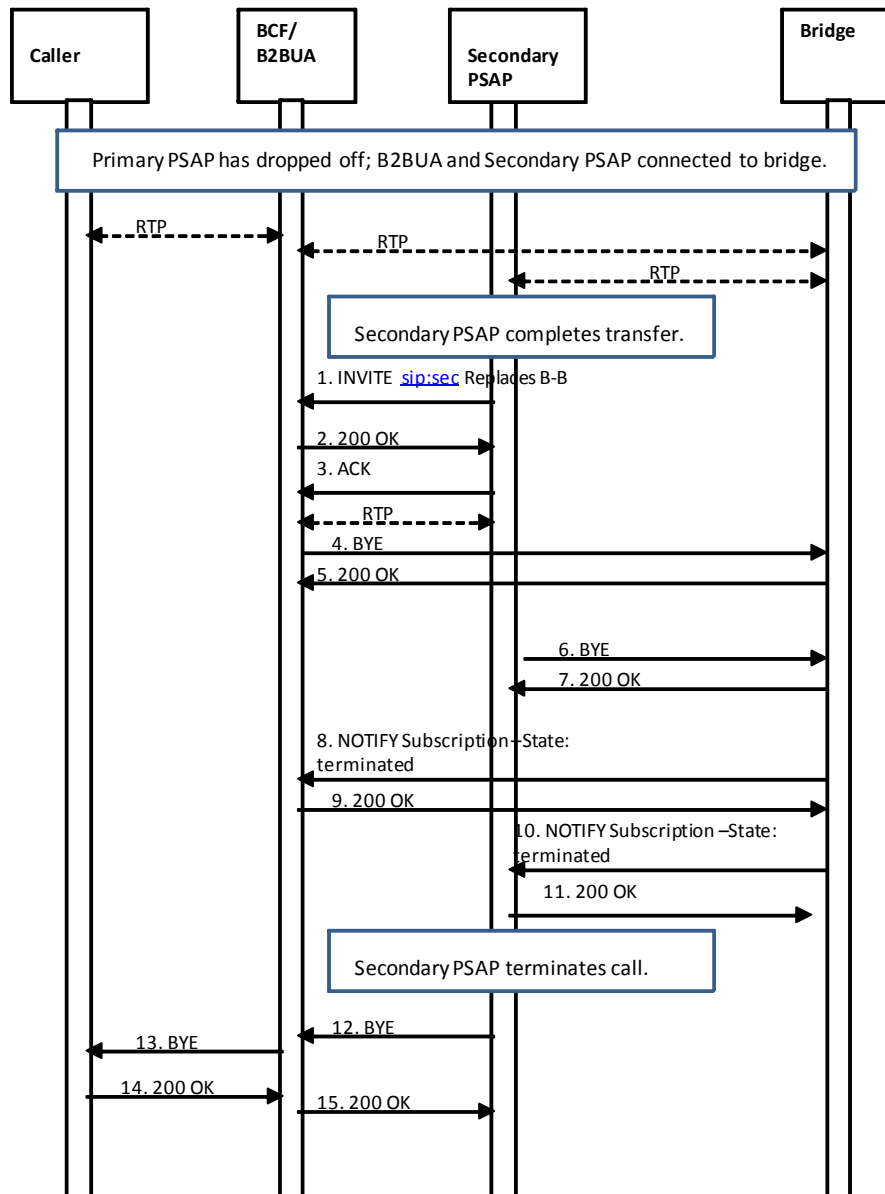 Caller
BCF/
B2BUA
Secondary
PSAP
Bridge
Primary PSAP has dropped off; B2BUA and Secondary PSAP connected to bridge.
RTP
RTP
RTP
Secondary PSAP completes transfer.
1. INVITE sip:sec Replaces B-B
2. 200 OK
3. ACK
RTP
4. BYE
5. 200 OK
6. BYE
7. 200 OK
8. NOTIFY Subscription –State:
terminated
9. 200 OK
10. NOTIFY Subscription –State:
terminated
11. 200 OK
Secondary PSAP terminates call.
12. BYE
13. BYE
14. 200 OK
15. 200 OK